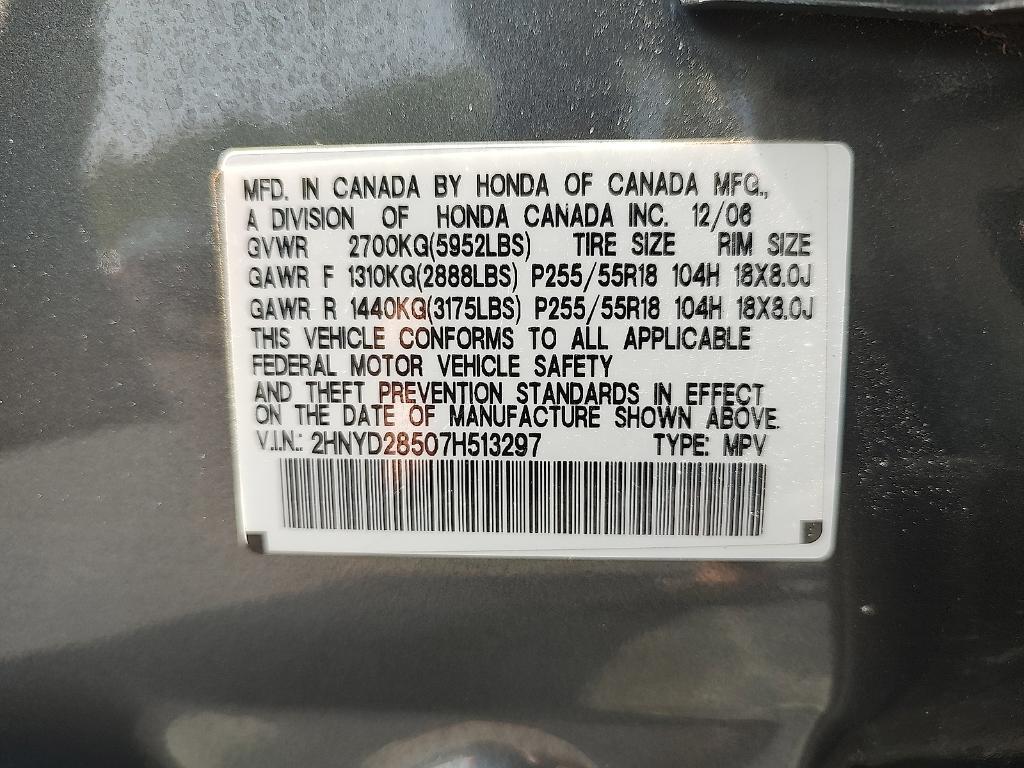 MFD. IN CANADA BY HONDA OF CANADA MFG.,
A DIVISION OF HONDA CANADA INC. 12/06
GVWR 2700KG(5952LBS) TIRE SIZE RIM SIZE
GAWR F 1310KG(2888LBS) P255/55R18 104H 18X8.0J
GAWR R 1440KG(3175LBS) P255/55R18 104H 18X8.0J
THIS VEHICLE CONFORMS TO ALL APPLICABLE
FEDERAL MOTOR VEHICLE SAFETY
AND THEFT PREVENTION STANDARDS IN EFFECT
ON THE DATE OF MANUFACTURE SHOWN ABOVE.
V.I.N.: 2HNYD28507H513297 TYPE: MPV